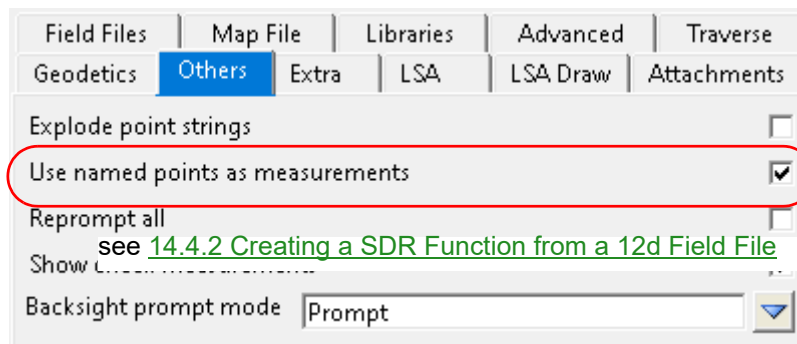 Field Files Map File Libraries Advanced Traverse
Geodetics Others Extra LSA LSA Draw Attachments
Explode point strings
Use named points as measurements
Reprompt all
see 14.4.2 Creating a SDR Function from a 12d Field File
Show
Backsight prompt mode Prompt